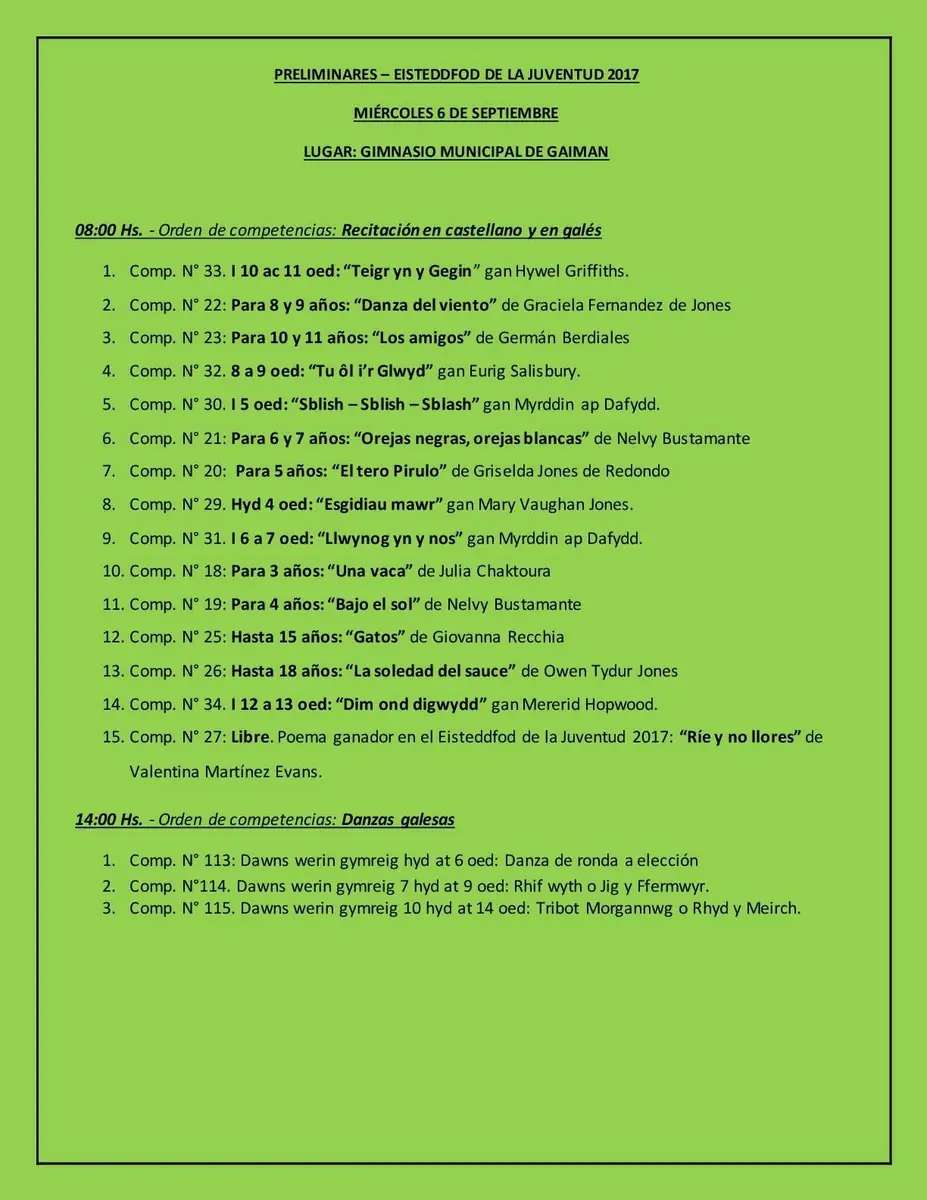 PRELIMINARES – EISTEDDFOD DE LA JUVENTUD 2017
MIÉRCOLES 6 DE SEPTIEMBRE
LUGAR: GIMNASIO MUNICIPAL DE GAIMAN
08:00 Hs. - Orden de competencias: Recitación en castellano y en galés
1. Comp. N° 33. I 10 ac 11 oed: “Teigr yn y Gegin” gan Hywel Griffiths.
2. Comp. N° 22: Para 8 y 9 años: “Danza del viento” de Graciela Fernandez de Jones
3. Comp. N° 23: Para 10 y 11 años: “Los amigos” de Germán Berdiales
4. Comp. N° 32. 8 a 9 oed: “Tu ôl i’r Glwyd” gan Eurig Salisbury.
5. Comp. N° 30. I 5 oed: “Sblish – Sblish – Sblash” gan Myrddin ap Dafydd.
6. Comp. N° 21: Para 6 y 7 años: “Orejas negras, orejas blancas” de Nelvy Bustamante
7. Comp. N° 20: Para 5 años: “El tero Pirulo” de Griselda Jones de Redondo
8. Comp. N° 29. Hyd 4 oed: “Esgidiau mawr” gan Mary Vaughan Jones.
9. Comp. N° 31. I 6 a 7 oed: “Llwynog yn y nos” gan Myrddin ap Dafydd.
10. Comp. N° 18: Para 3 años: “Una vaca” de Julia Chaktoura
11. Comp. N° 19: Para 4 años: “Bajo el sol” de Nelvy Bustamante
12. Comp. N° 25: Hasta 15 años: “Gatos” de Giovanna Recchia
13. Comp. N° 26: Hasta 18 años: “La soledad del sauce” de Owen Tydur Jones
14. Comp. N° 34. I 12 a 13 oed: “Dim ond digwydd” gan Mererid Hopwood.
15. Comp. N° 27: Libre. Poema ganador en el Eisteddfod de la Juventud 2017: “Ríe y no llores” de
Valentina Martínez Evans.
14:00 Hs. - Orden de competencias: Danzas galesas
1. Comp. N° 113: Dawns werin gymreig hyd at 6 oed: Danza de ronda a elección
2. Comp. N°114. Dawns werin gymreig 7 hyd at 9 oed: Rhif wyth o Jig y Ffermwyr.
3. Comp. N° 115. Dawns werin gymreig 10 hyd at 14 oed: Tribot Morgannwg o Rhyd y Meirch.